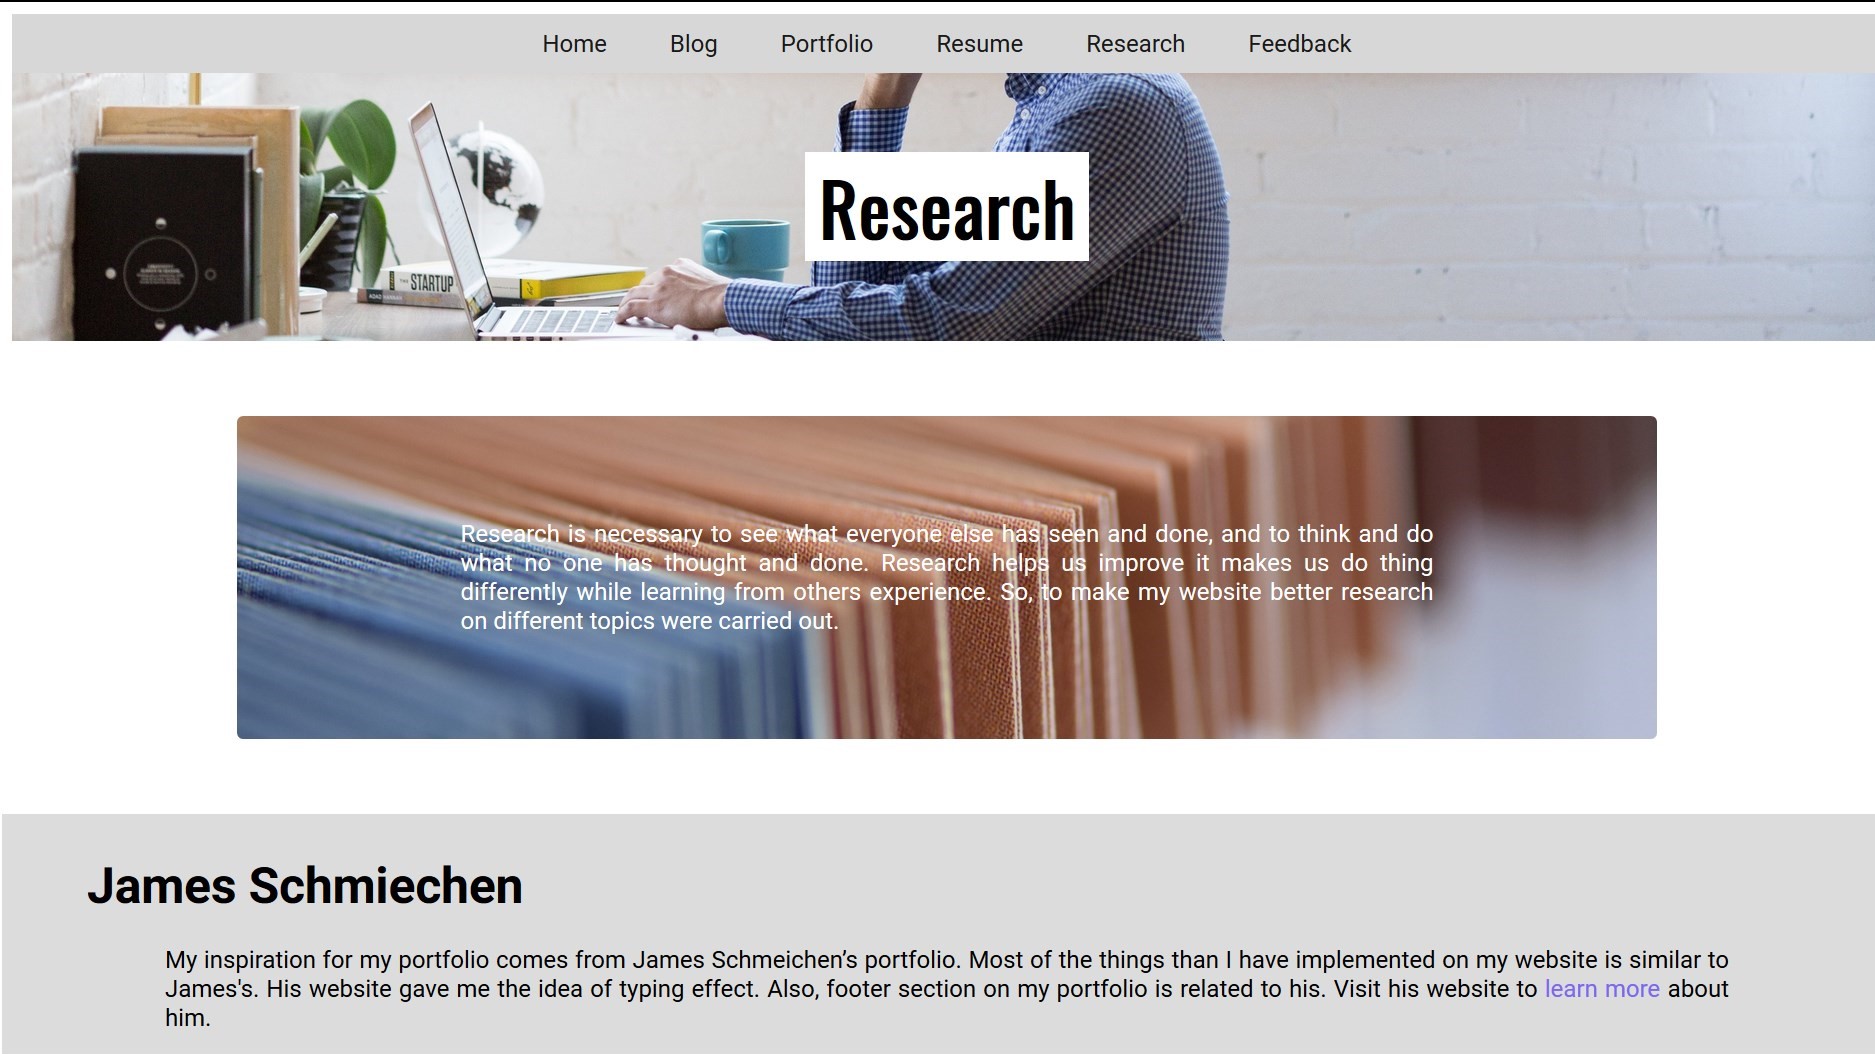 Home Blog Portfolio Resume Research Feedback
Research
THE STARTUP
Research is necessary to see what everyone else has seen and done, and to think and do
what no one has thought and done. Research helps us improve it makes us do thing
differently while learning from others experience. So, to make my website better research
on different topics were carried out.
James Schmiechen
My inspiration for my portfolio comes from James Schmeichen’s portfolio. Most of the things than I have implemented on my website is similar to
James's. His website gave me the idea of typing effect. Also, footer section on my portfolio is related to his. Visit his website to learn more about
him.